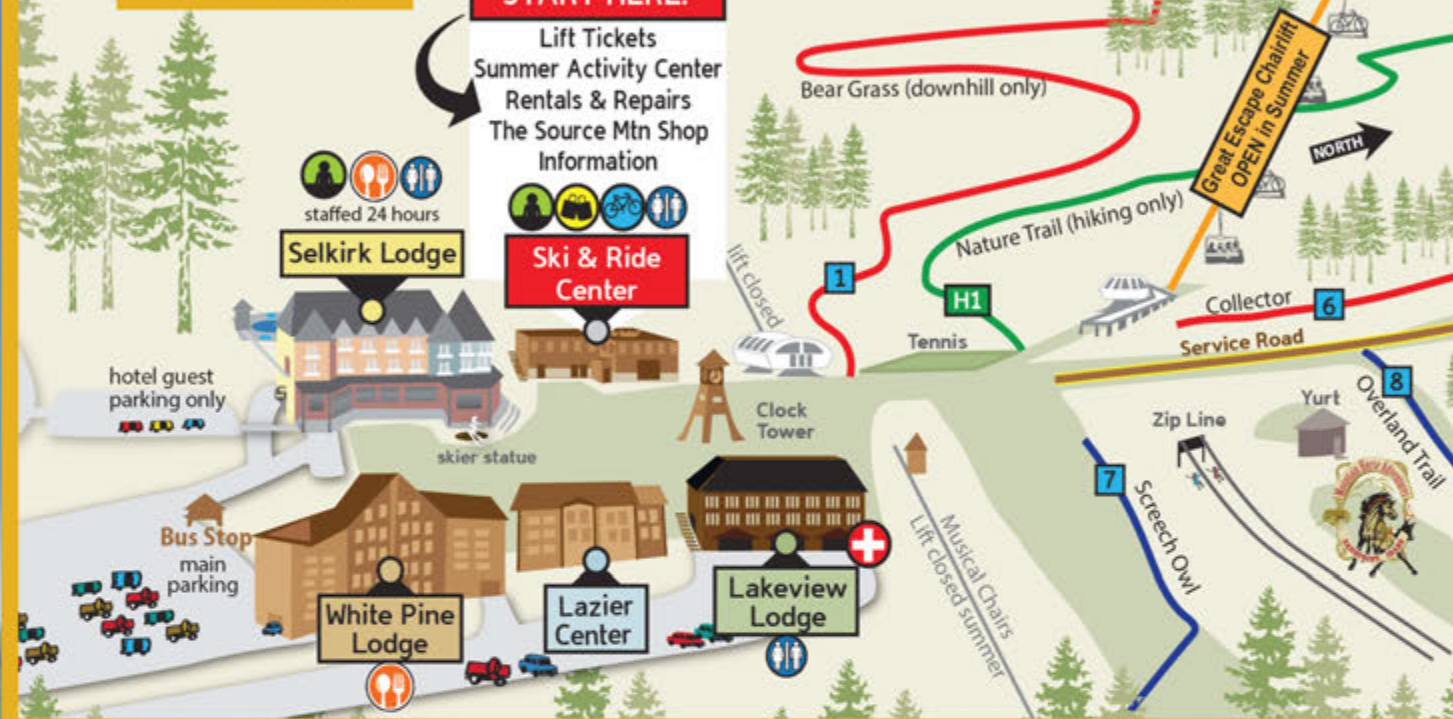 START HERE!
Lift Tickets
Summer Activity Center
Rentals & Repairs
The Source Mtn Shop
Information
staffed 24 hours
Selkirk Lodge
Ski & Ride
Center
Bear Grass (downhill only)
Great Escape Chairlift
OPEN in Summer
NORTH
Nature Trail (hiking only)
lift closed
1
H1
Collector
6
Service Road
Tennis
hotel guest
parking only
Clock
Tower
skier statue
8
Overland Trail
Zip Line
Yurt
7
Screech Owl
Bus Stop
main
parking
Musical Chairs
Lift closed summer
White Pine
Lodge
Lazier
Center
Lakeview
Lodge